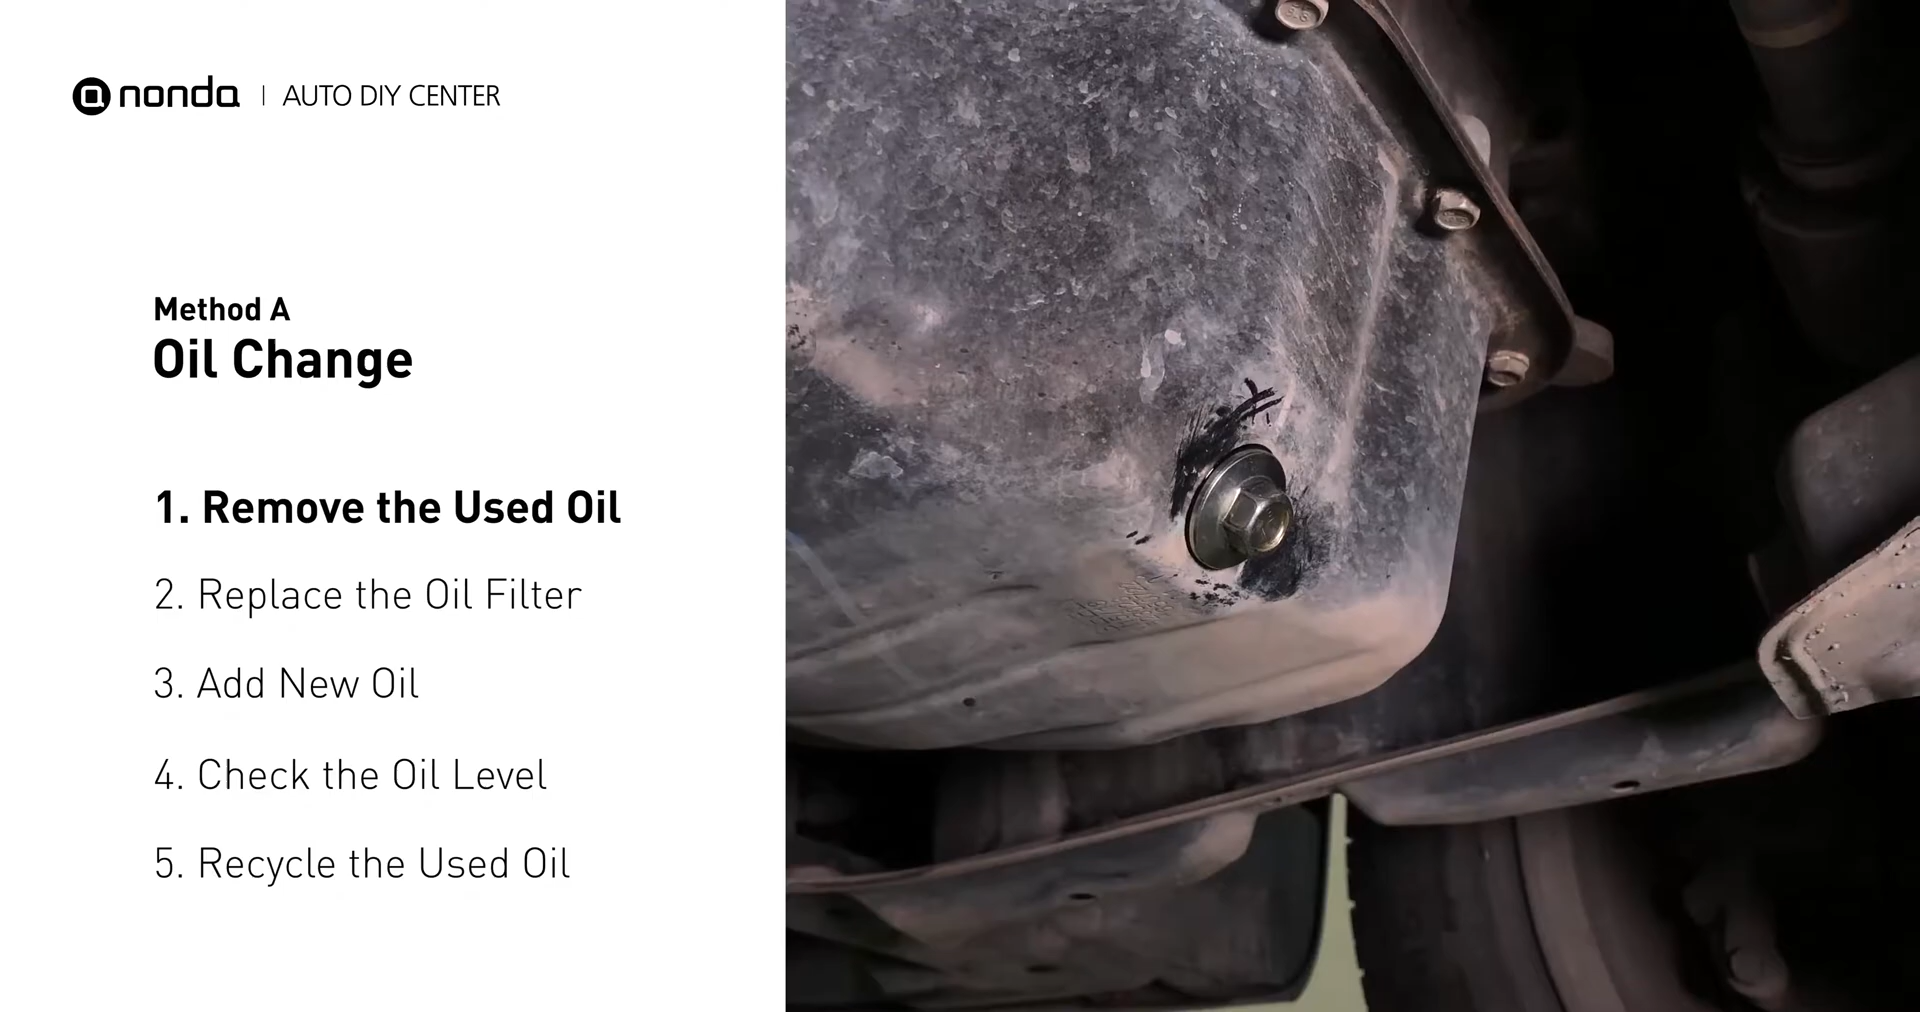 nonda | AUTO DIY CENTER
Method A
Oil Change
1. Remove the Used Oil
2. Replace the Oil Filter
3. Add New Oil
4. Check the Oil Level
5. Recycle the Used Oil